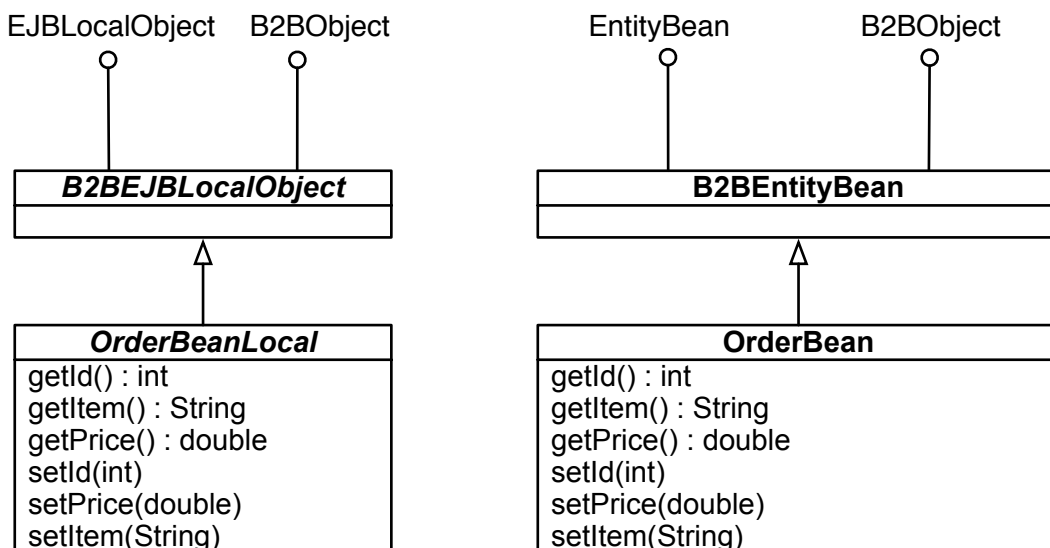 EJBLocalObject
B2BObject
B2BEJBLocalObject
OrderBeanLocal
getId() : int
getItem() : String
getPrice() : double
setId(int)
setPrice(double)
setItem(String)
EntityBean
B2BObject
B2BEntityBean
OrderBean
getId() : int
getItem() : String
getPrice() : double
setId(int)
setPrice(double)
setItem(String)